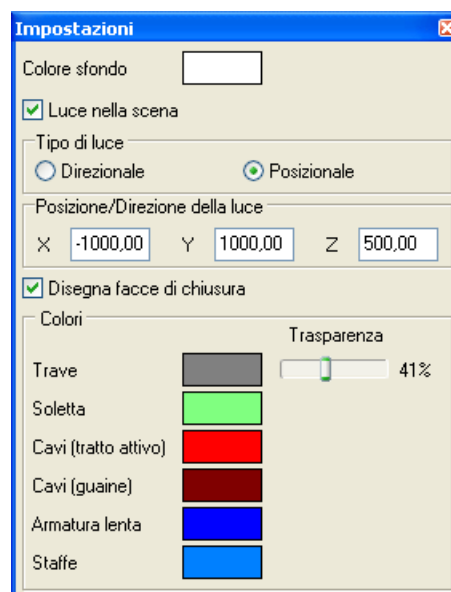 Impostazioni
Colore sfondo
Luce nella scena
Tipo di luce
Direzionale Posizionale
Posizione/Direzione della luce
X -1000,00 Y 1000,00 Z 500,00
Disegna facce di chiusura
Colori
Trasparenza
Trave 41%
Soletta
Cavi (tratto attivo)
Cavi (guaine)
Armatura lenta
Staffe